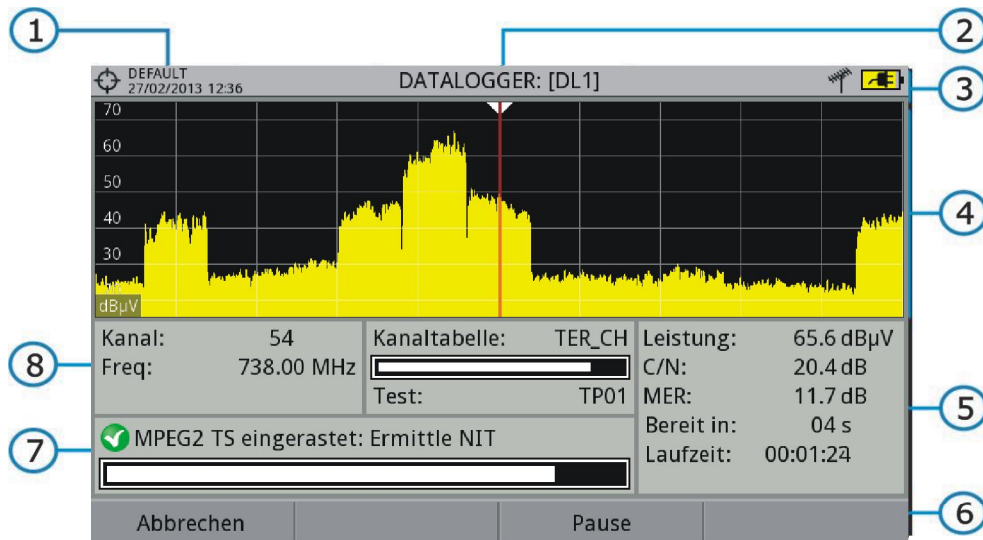 1
2
DEFAULT
27/02/2013 12:36
DATALOGGER: [DL1]
3
70
60
50
40
30
dBµV
4
Kanal: 54
Freq: 738.00 MHz
8
Kanaltabelle: TER_CH
Test: TP01
Leistung: 65.6 dBµV
C/N: 20.4 dB
MER: 11.7 dB
Bereit in: 04 s
Laufzeit: 00:01:2
5
7
MPEG2 TS eingerastet: Ermittle NIT
Abbrechen
Pause
6